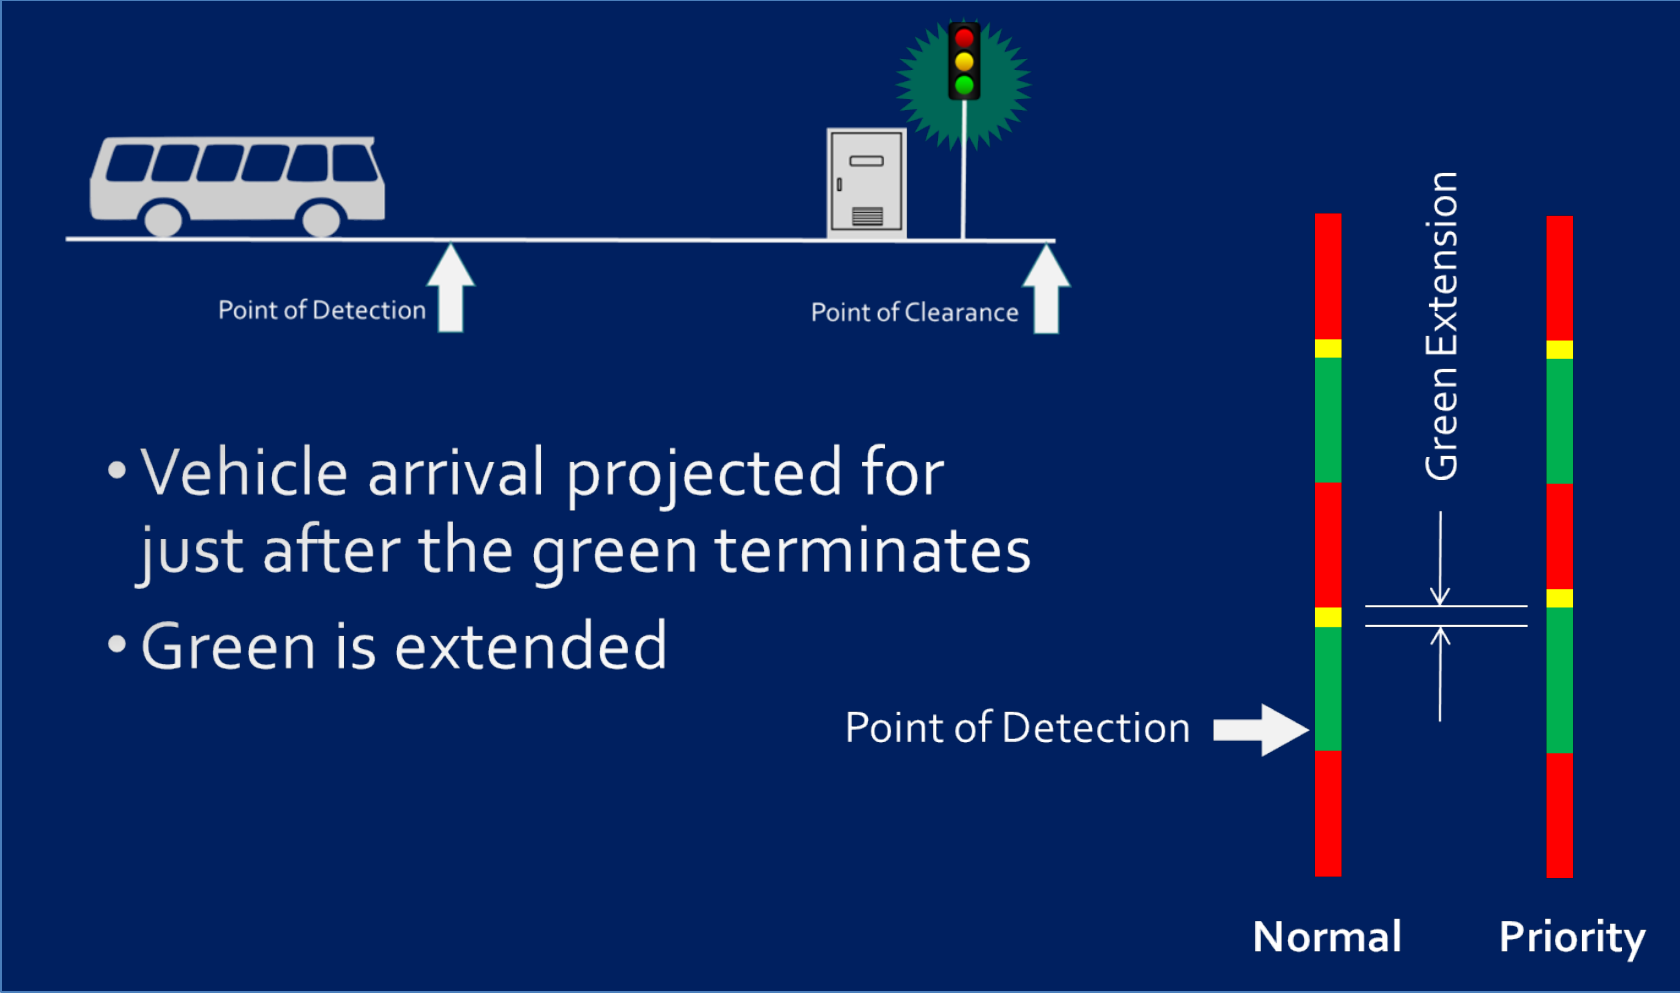 Point of Detection
Point of Clearance
• Vehicle arrival projected for
just after the green terminates
• Green is extended
Point of Detection
Green Extension
Normal
Priority